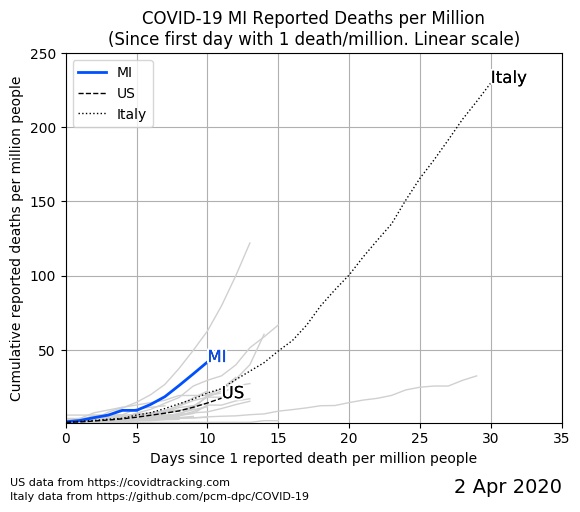 COVID-19 MI Reported Deaths per Million
(Since first day with 1 death/million. Linear scale)
Cumulative reported deaths per million people
250
200
150
100
50
MI
US
Italy
Italy
MI
US
0
5
10
15
20
25
30
35
Days since 1 reported death per million people
US data from https://covidtracking.com
Italy data from https://github.com/pcm-dpc/COVID-19
2 Apr 2020